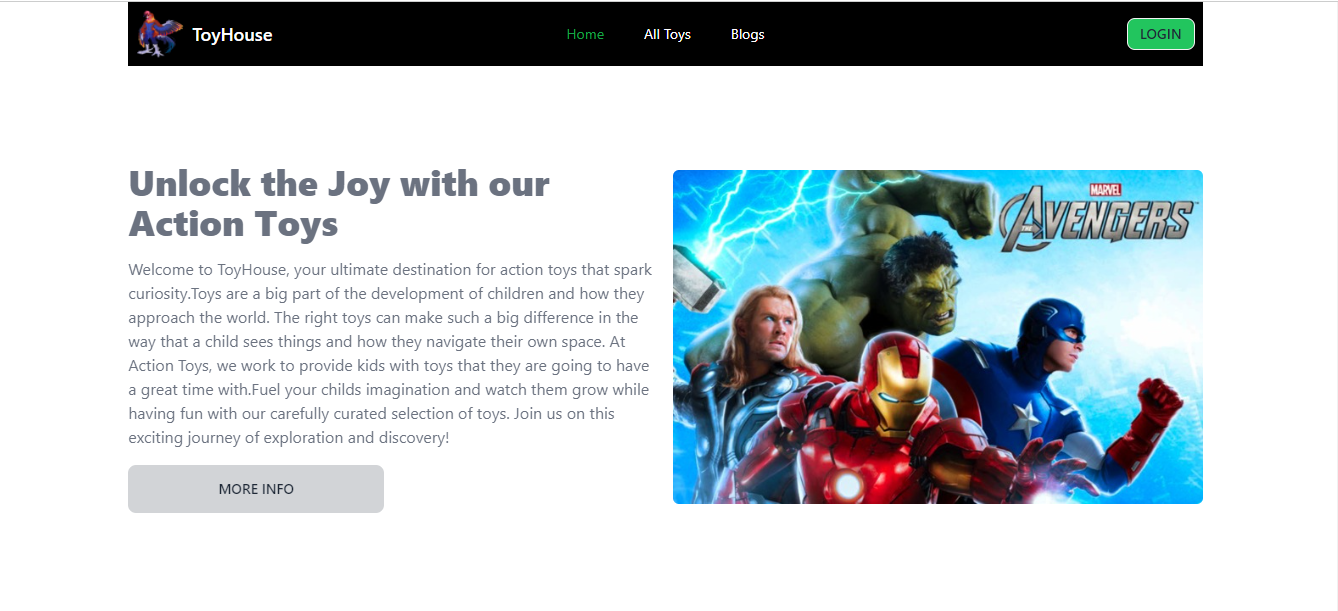 ToyHouse
Home
All Toys
Blogs
LOGIN
Unlock the Joy with our
Action Toys
Welcome to ToyHouse, your ultimate destination for action toys that spark
curiosity.Toys are a big part of the development of children and how they
approach the world. The right toys can make such a big difference in the
way that a child sees things and how they navigate their own space. At
Action Toys, we work to provide kids with toys that they are going to have
a great time with.Fuel your childs imagination and watch them grow while
having fun with our carefully curated selection of toys. Join us on this
exciting journey of exploration and discovery!
MORE INFO
MARVEL
THE AVENGERS